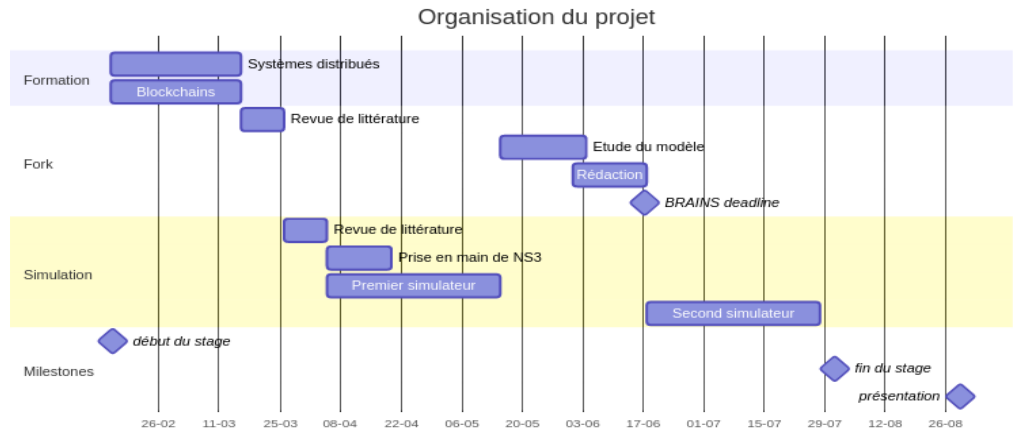 Organisation du projet
Formation
Systèmes distribués
Blockchains
Fork
Revue de littérature
Etude du modèle
Rédaction
BRAINS deadline
Simulation
Revue de littérature
Prise en main de NS3
Premier simulateur
Second simulateur
Milestones
début du stage
fin du stage
présentation
26-02 11-03 25-03 08-04 22-04 06-05 20-05 03-06 17-06 01-07 15-07 29-07 12-08 26-08